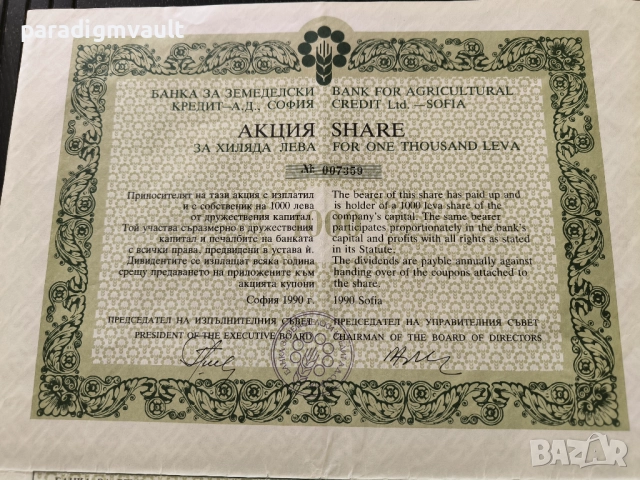 paradigmvault
БАНКА ЗА ЗЕМЕДЕЛСКИ
КРЕДИТ–А.Д., СОФИЯ
АКЦИЯ
ЗА ХИЛЯДА ЛЕВА
BANK FOR AGRICULTURAL
CREDIT Ltd. — SOFIA
SHARE
FOR ONE THOUSAND LEVA
№ 007359
Приносителят на тази акция е изплатил
и е собственик на 1000 лева
от дружествения капитал.
Той участва съразмерно в дружествения
капитал и печалбите на банката
с всички права, предвидени в устава й.
Дивидентите се изплащат всяка година
срещу предаването на приложените към
акцията купони
София 1990 г.
The bearer of this share has paid up and
is holder of a 1000 leva share of the
company's capital. The same bearer
participates proportionately in the bank's
capital and profits with all rights as stated
in its Statute.
The dividends are payble annually against
handing over of the coupons attached to
the share.
1990 Sofia
ПРЕДСЕДАТЕЛ НА ИЗПЪЛНИТЕЛНИЯ СЪВЕТ
PRESIDENT OF THE EXECUTIVE BOARD
ПРЕДСЕДАТЕЛ НА УПРАВИТЕЛНИЯ СЪВЕТ
CHAIRMAN OF THE BOARD OF DIRECTORS
BAZAR